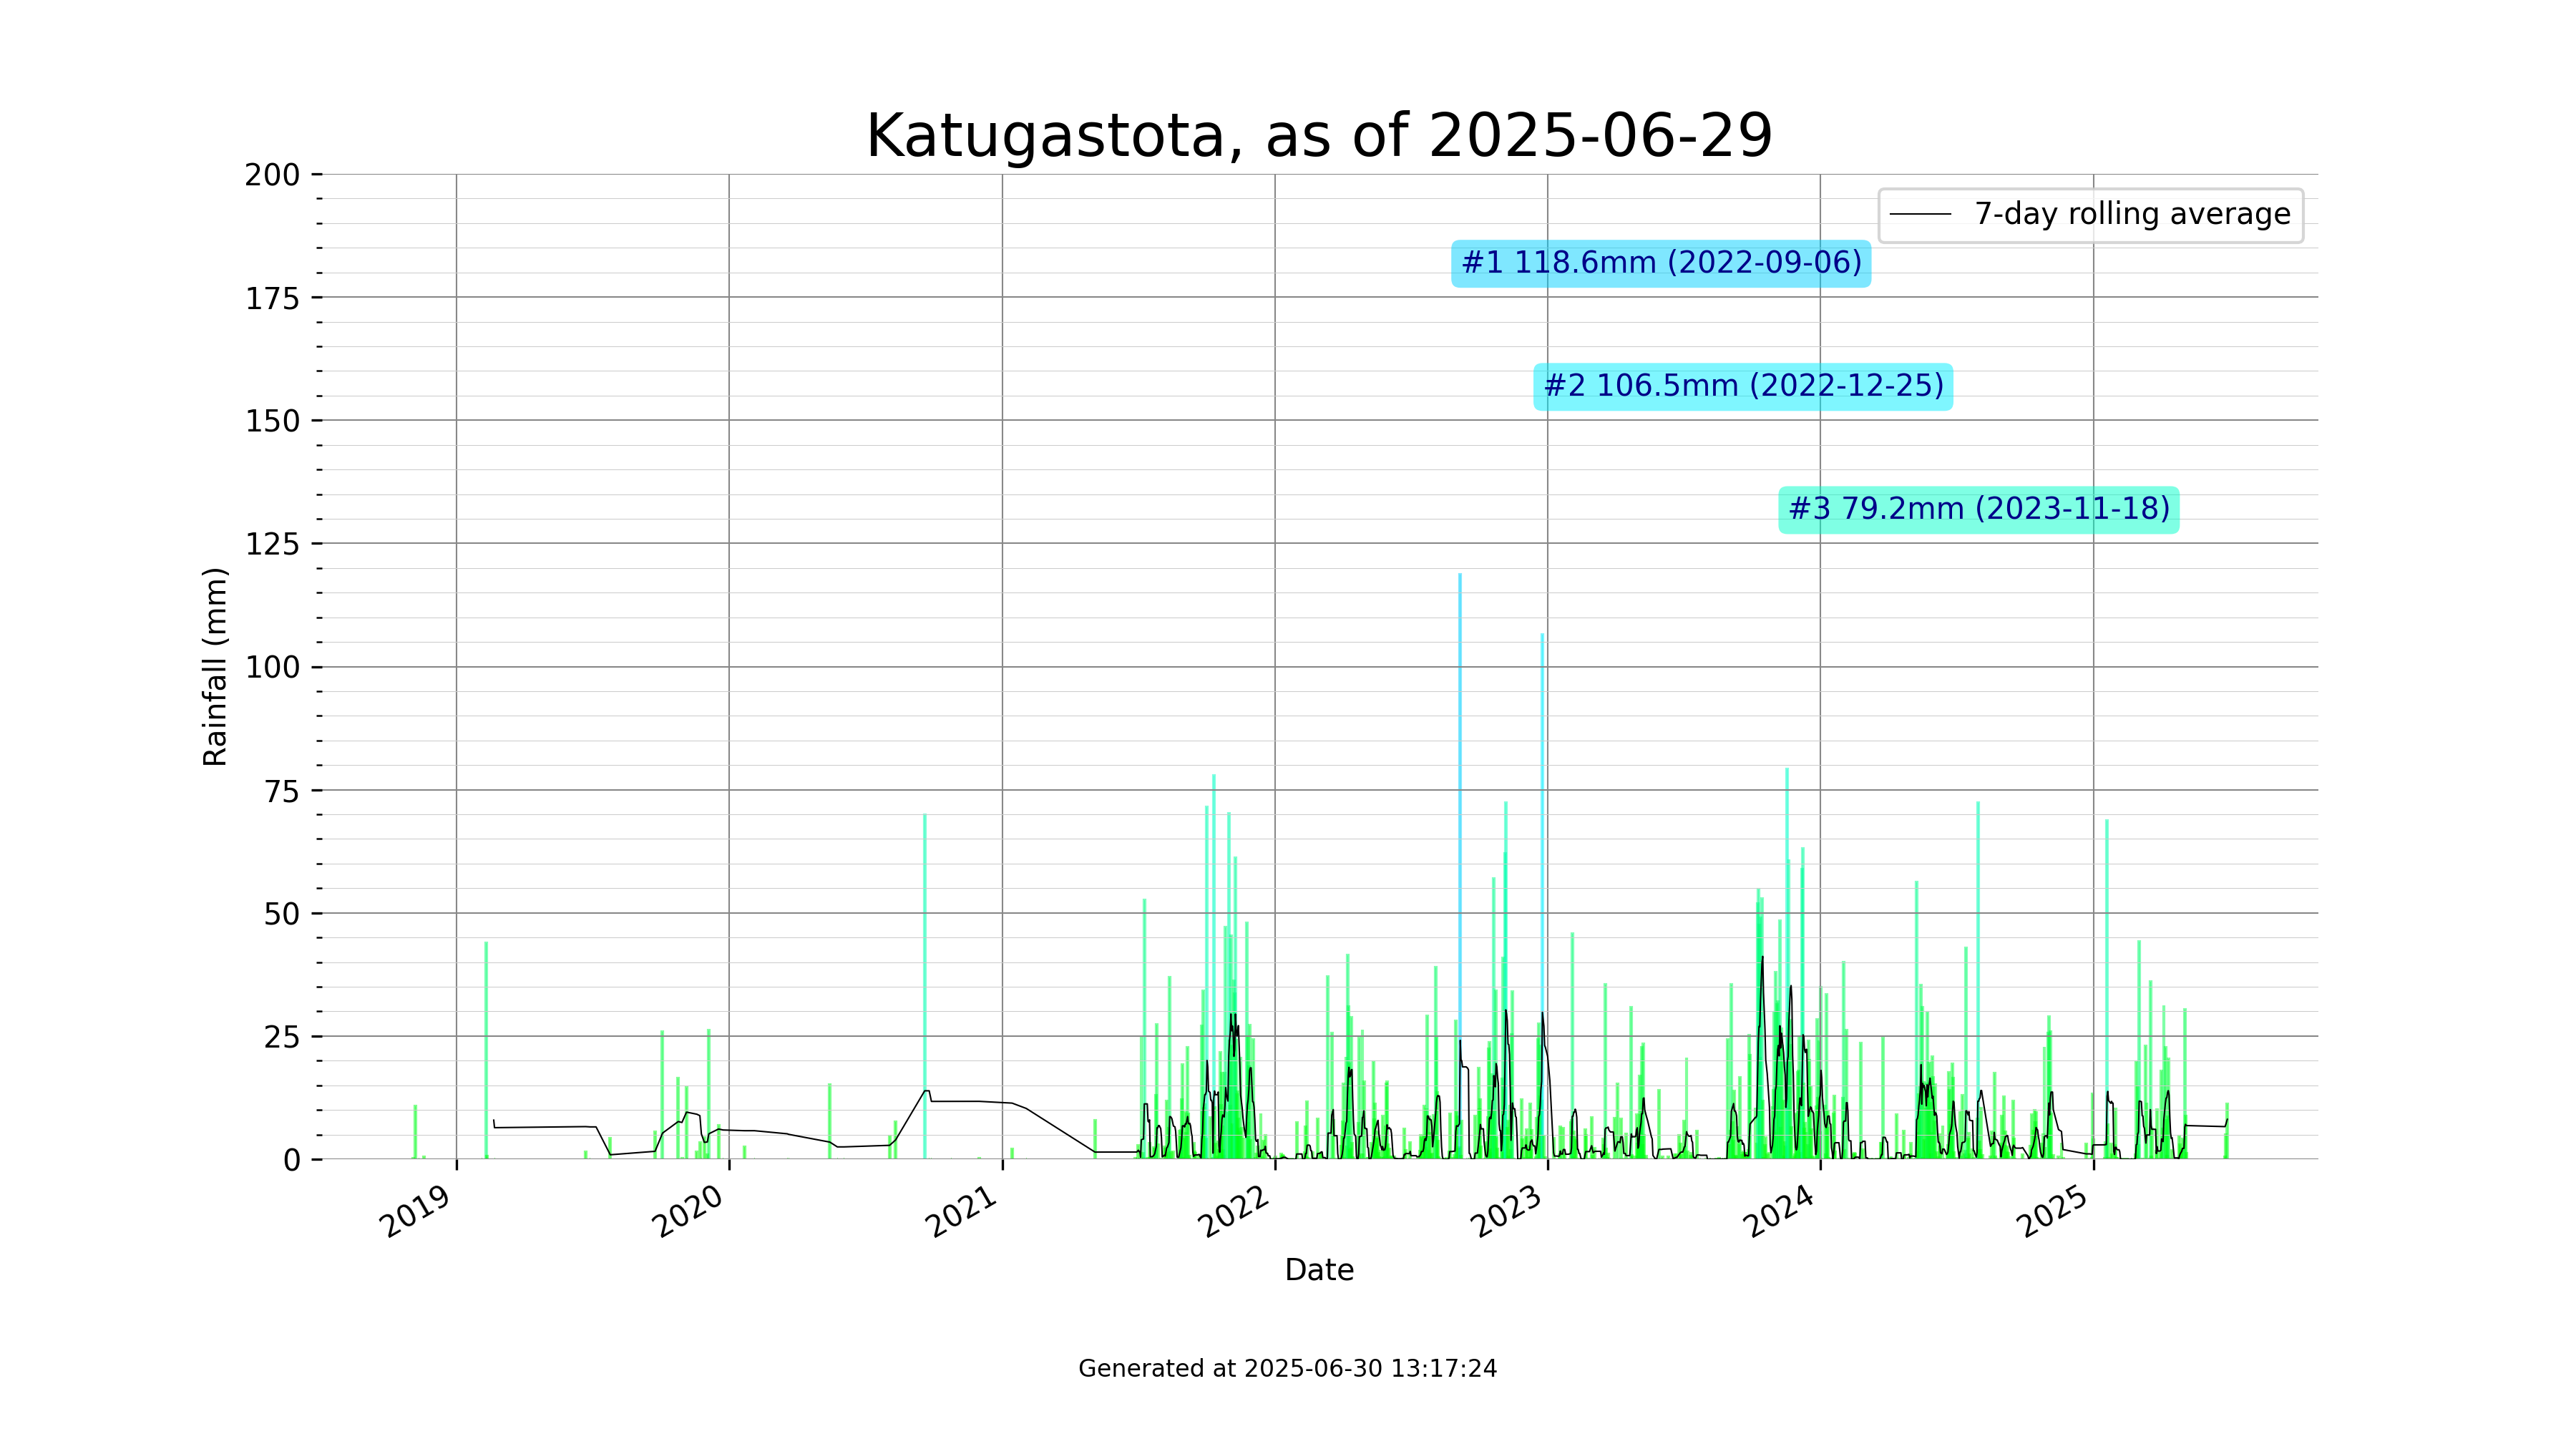 Katugastota, as of 2025-06-29
200
175
150
125
100
75
50
25
0
Rainfall (mm)
7-day rolling average
#1 118.6mm (2022-09-06)
#2 106.5mm (2022-12-25)
#3 79.2mm (2023-11-18)
2019
2020
2021
2022
2023
2024
2025
Date
Generated at 2025-06-30 13:17:24